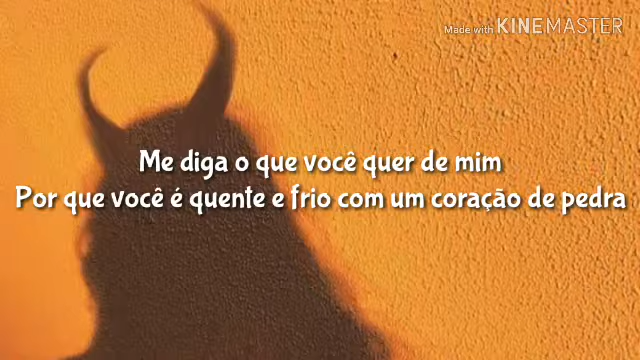 Made with KINEMASTER
Me diga o que você quer de mim
Por que você é quente e frio com um coração de pedra